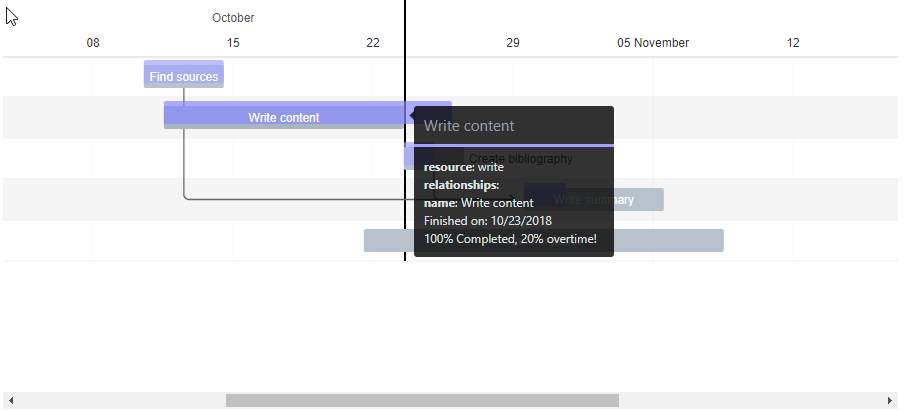 October
08 15 22 29 05 November 12
Find sources
Write content
Write content
Create bibliography
resource: write
relationships:
name: Write content
Write summary
Finished on: 10/23/2018
100% Completed, 20% overtime!